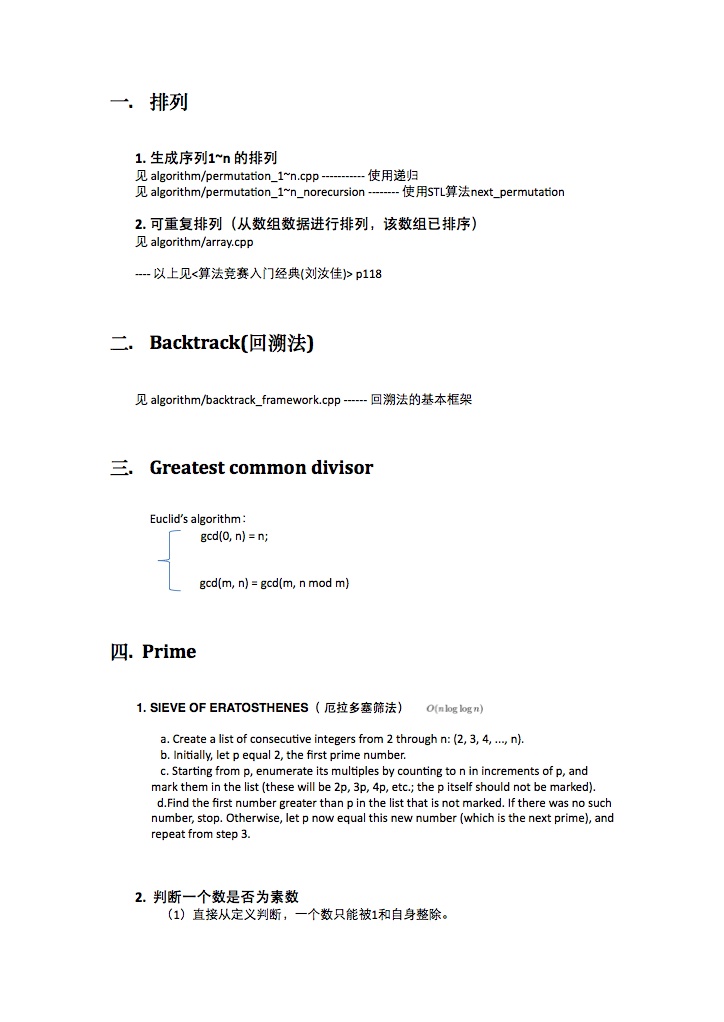 一. 排列
1. 生成序列1~n 的排列
见 algorithm/permutation_1~n.cpp ----------- 使用递归
见 algorithm/permutation_1~n_norecursion -------- 使用STL算法next_permutation
2. 可重复排列（从数组数据进行排列，该数组已排序）
见 algorithm/array.cpp
---- 以上见<算法竞赛入门经典(刘汝佳)> p118
二. Backtrack(回溯法)
见 algorithm/backtrack_framework.cpp ------ 回溯法的基本框架
三. Greatest common divisor
Euclid’s algorithm：
gcd(0, n) = n;
gcd(m, n) = gcd(m, n mod m)
四. Prime
1. SIEVE OF ERATOSTHENES（ 厄拉多塞筛法） O(n log log n)
a. Create a list of consecutive integers from 2 through n: (2, 3, 4, ..., n).
b. Initially, let p equal 2, the first prime number.
c. Starting from p, enumerate its multiples by counting to n in increments of p, and
mark them in the list (these will be 2p, 3p, 4p, etc.; the p itself should not be marked).
d.Find the first number greater than p in the list that is not marked. If there was no such
number, stop. Otherwise, let p now equal this new number (which is the next prime), and
repeat from step 3.
2. 判断一个数是否为素数
（1）直接从定义判断，一个数只能被1和自身整除。